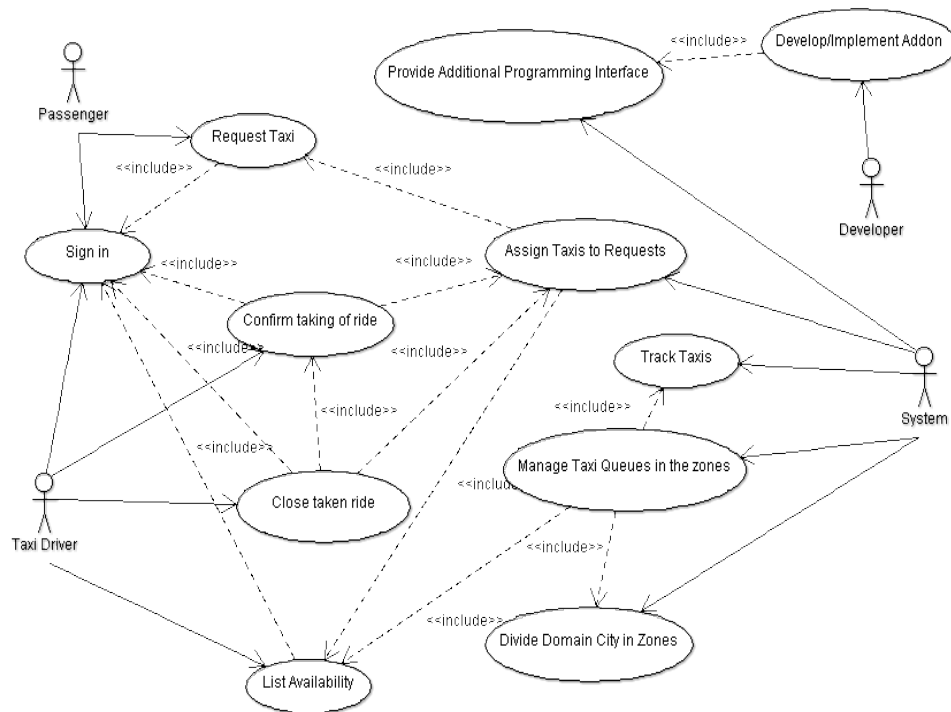 <<include>>
Develop/Implement Addon
Provide Additional Programming Interface
Passenger
Request Taxi
<<include>>
<<include>>
Developer
Sign in
<<include>>
<<include>>
Assign Taxis to Requests
Confirm taking of ride
<<include>>
<<include>>
Track Taxis
System
<<include>>
<<include>>
<<include>>
Manage Taxi Queues in the zones
<<include>>
Close taken ride
Taxi Driver
<<include>>
<<include>>
Divide Domain City in Zones
List Availability